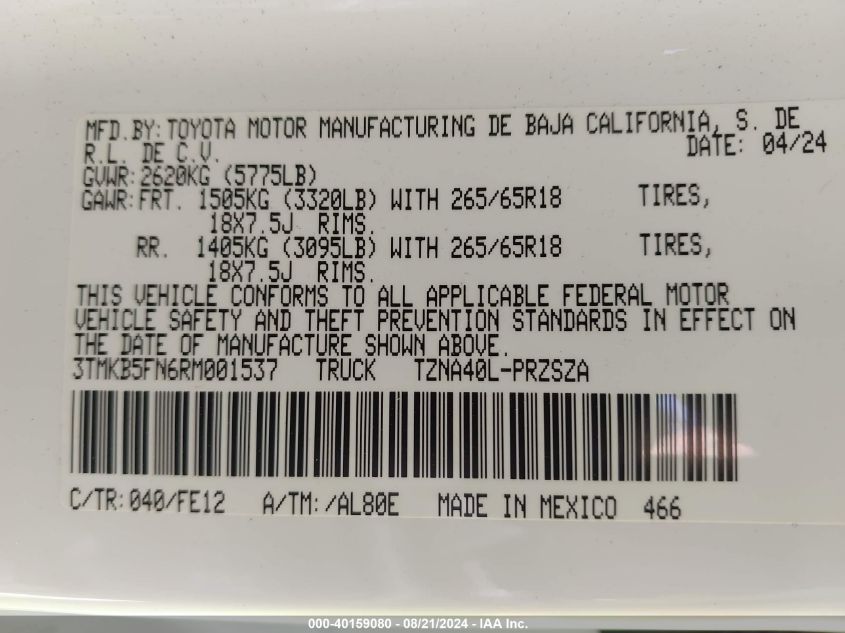 MFD.BY:TOYOTA MOTOR MANUFACTURING DE BAJA CALIFORNIA, S. DE
R.L. DE C.V. DATE: 04/24
GVWR:2620KG (5775LB)
GAWR:FRT. 1505KG (3320LB) WITH 265/65R18 TIRES,
18X7.5J RIMS.
RR. 1405KG (3095LB) WITH 265/65R18 TIRES,
18X7.5J RIMS.
THIS VEHICLE CONFORMS TO ALL APPLICABLE FEDERAL MOTOR
VEHICLE SAFETY AND THEFT PREVENTION STANDARDS IN EFFECT ON
THE DATE OF MANUFACTURE SHOWN ABOVE.
3TMKB5FN6RM001537 TRUCK TZNA40L-PRZSZA
C/TR:040/FE12 A/TM:/AL80E MADE IN MEXICO 466
000-40159080 - 08/21/2024 - IAA Inc.